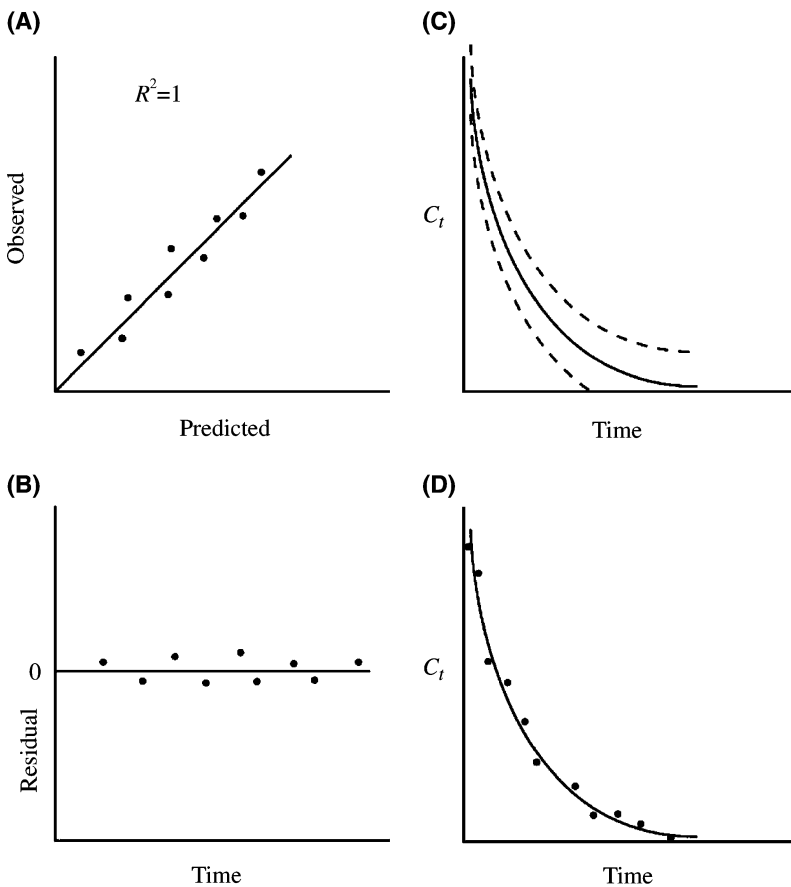 (A)
R²=1
Observed
Predicted
(B)
0
Residual
Time
(C)
Cₜ
Time
(D)
Cₜ
Time